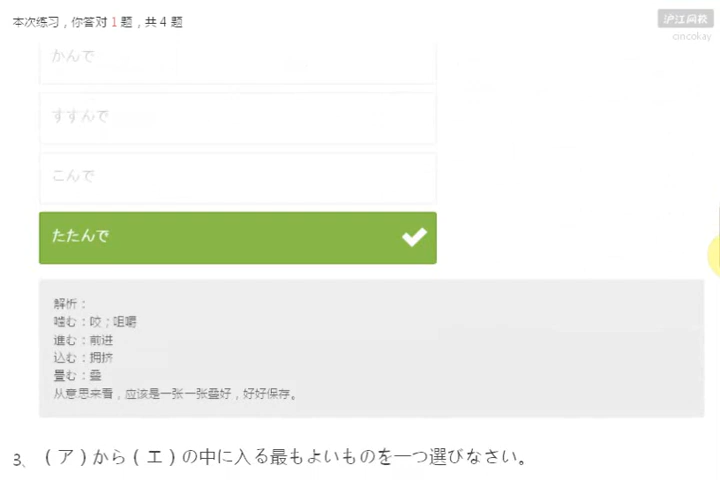 本次练习，你答对 1 题，共 4 题
沪江网校
cincokay
かんで
すすんで
こんで
たたんで
解析：
噛む：咬；咀嚼
進む：前进
込む：拥挤
畳む：叠
从意思来看，应该是一张一张叠好，好好保存。
3、（ア）から（エ）の中に入る最もよいものを一つ選びなさい。